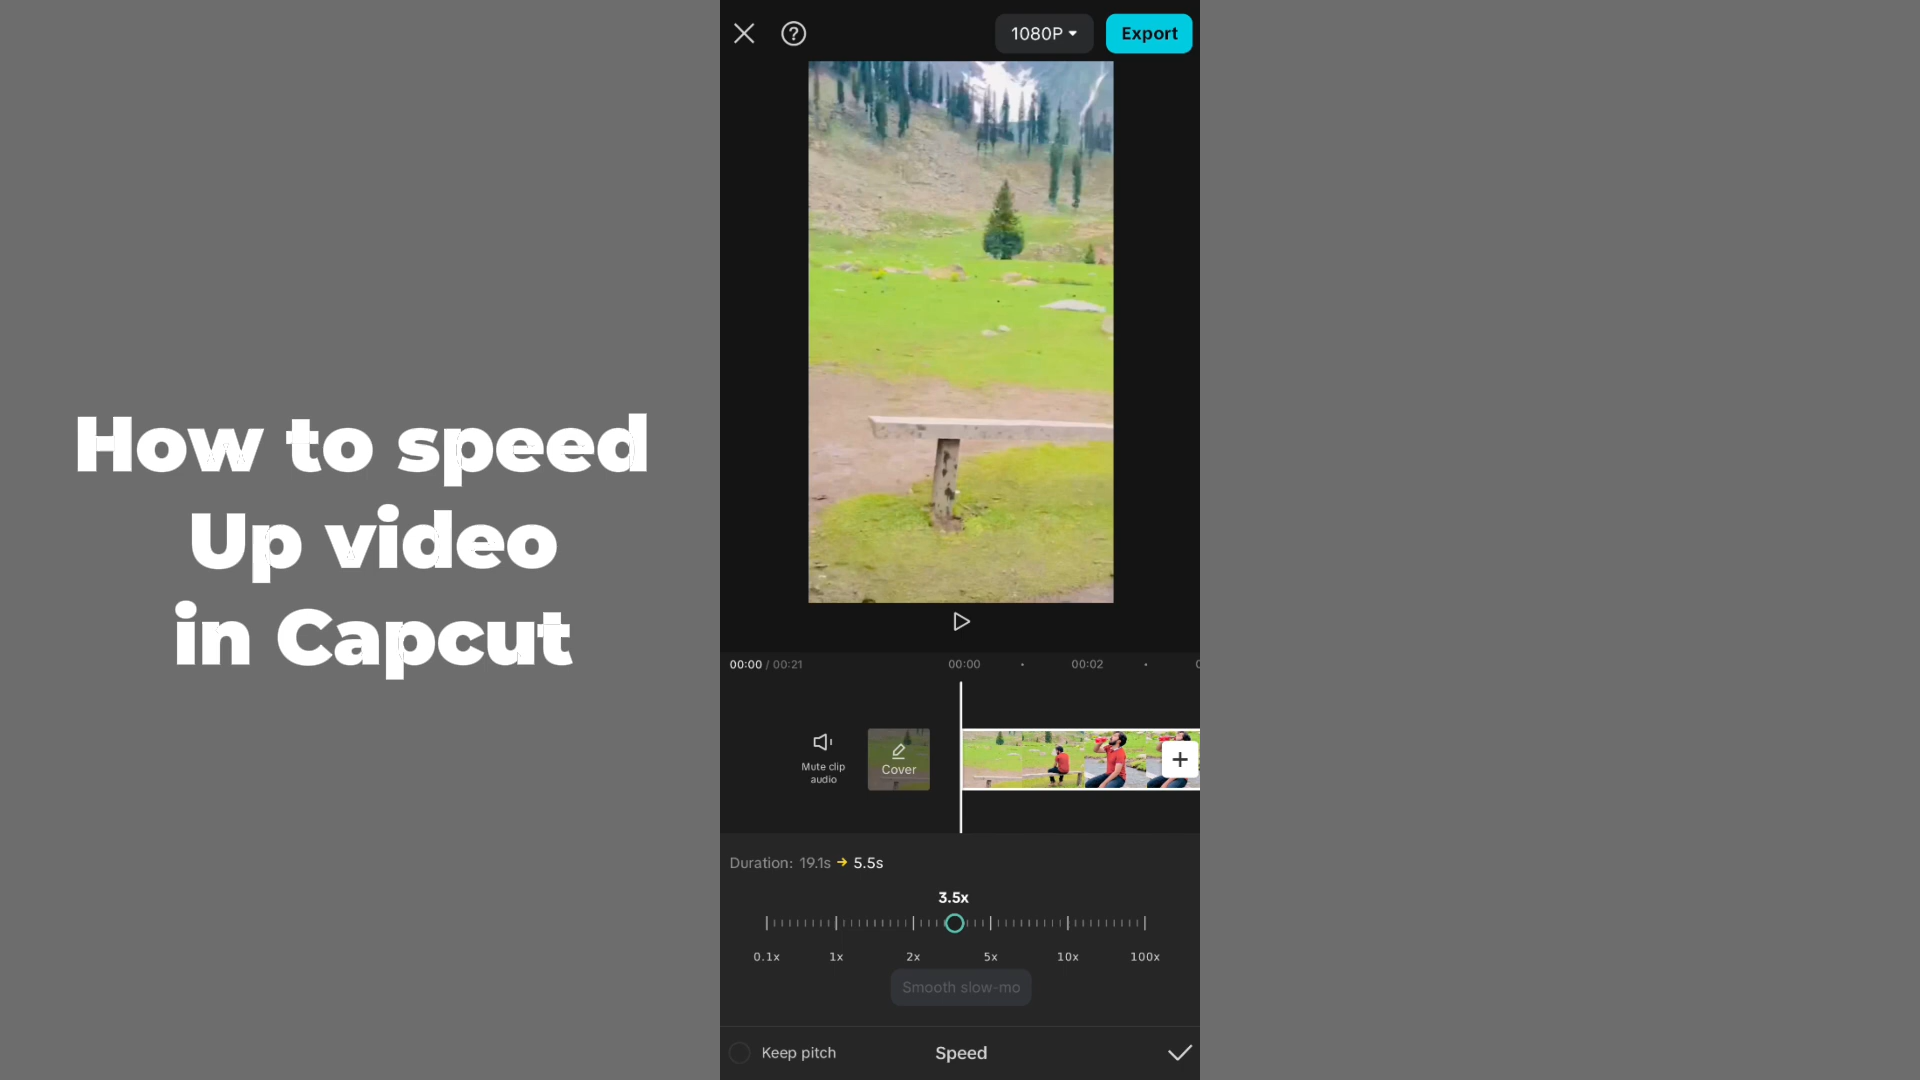 How to speed
Up video
in Capcut
1080P
Export
00:00 / 00:21
00:00
00:02
Mute clip
audio
Cover
Duration: 19.1s → 5.5s
3.5x
0.1x 1x 2x 5x 10x 100x
Smooth slow-mo
Keep pitch
Speed